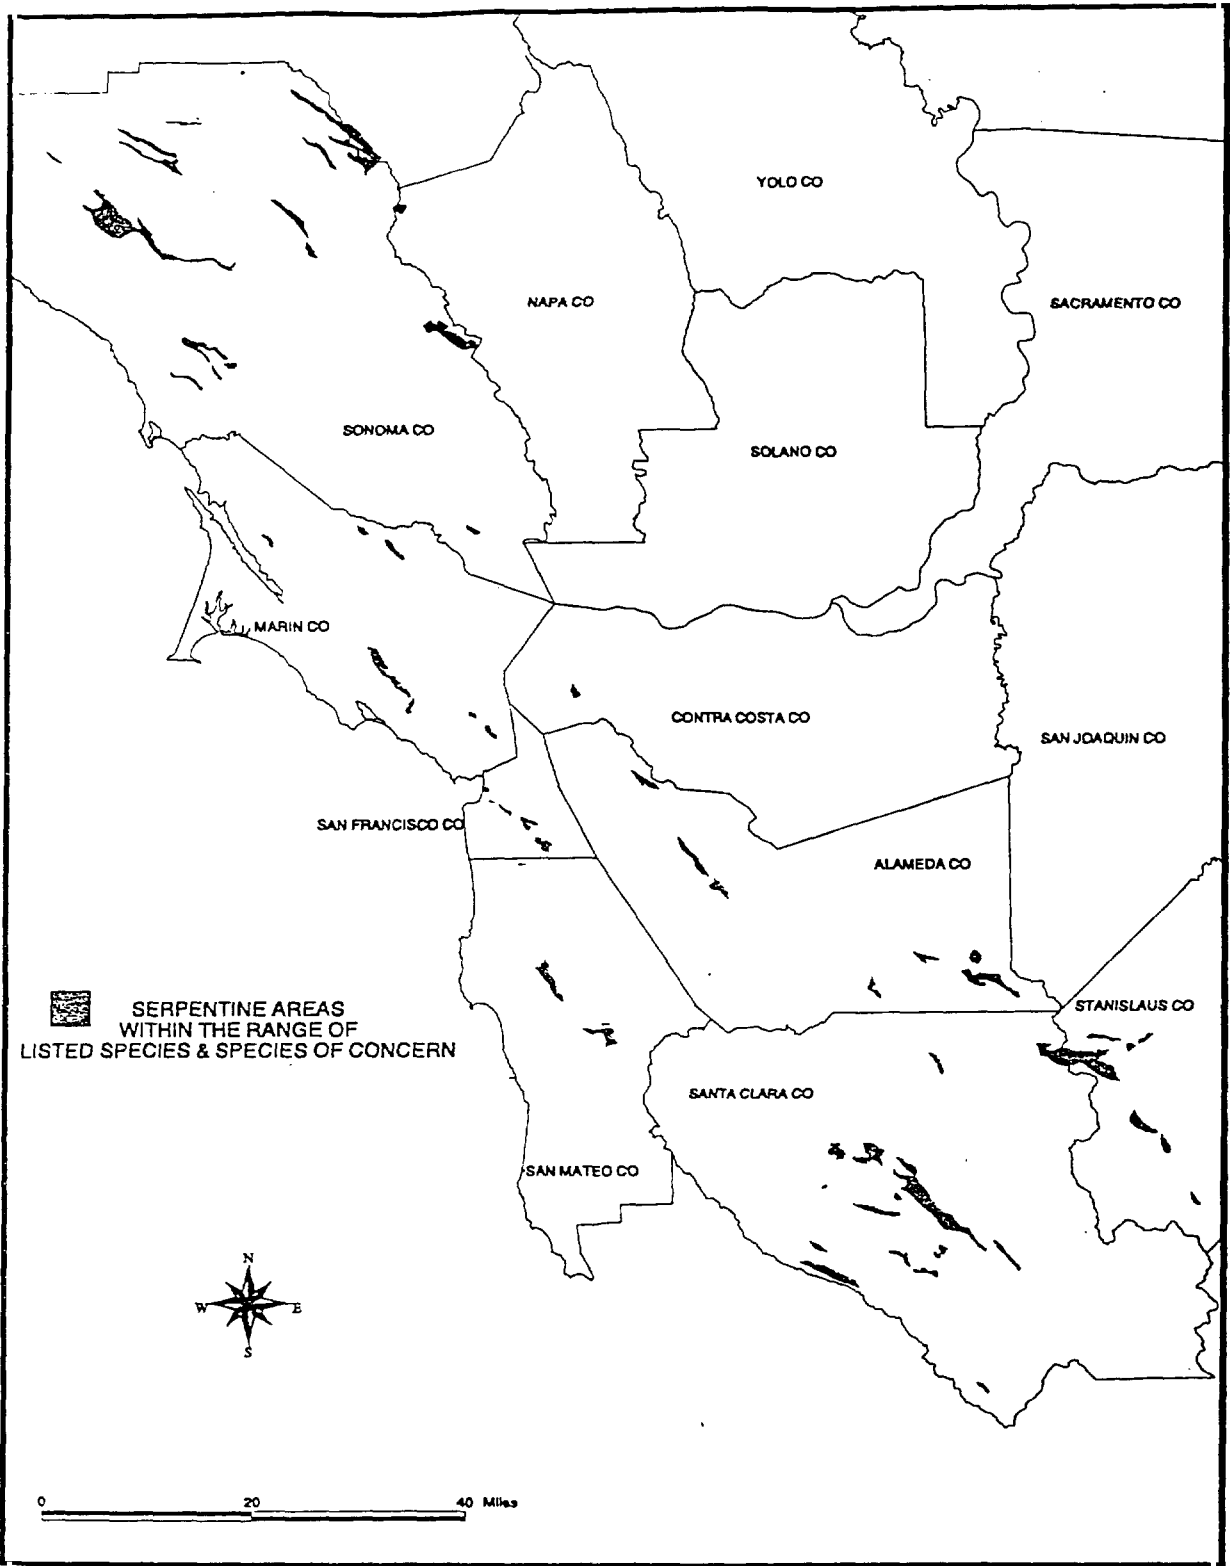 YOLO CO
NAPA CO
SACRAMENTO CO
SONOMA CO
SOLANO CO
MARIN CO
CONTRA COSTA CO
SAN JOAQUIN CO
SAN FRANCISCO CO
ALAMEDA CO
SERPENTINE AREAS
WITHIN THE RANGE OF
LISTED SPECIES & SPECIES OF CONCERN
STANISLAUS CO
SANTA CLARA CO
SAN MATEO CO
N
W E
S
0 20 40 Miles